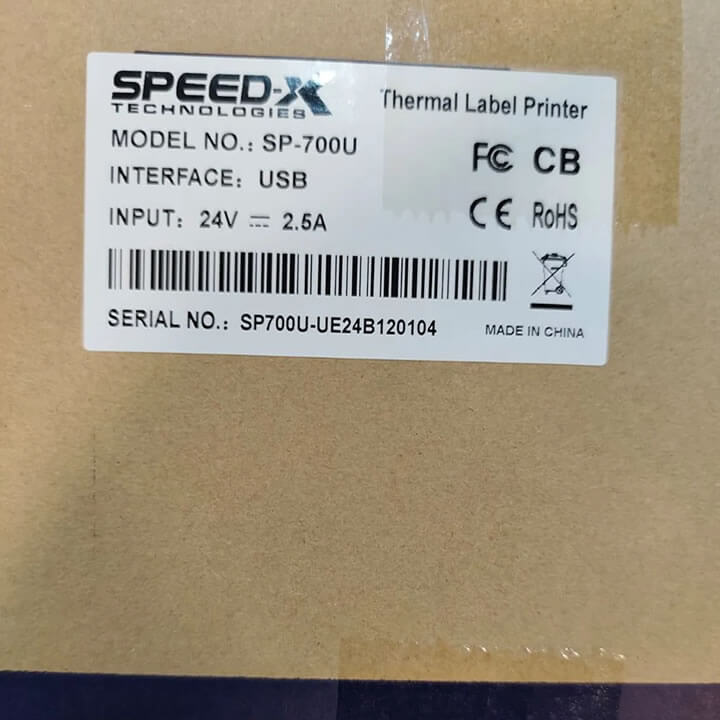 SPEED-X
TECHNOLOGIES
Thermal Label Printer
MODEL NO.: SP-700U
INTERFACE: USB
INPUT: 24V ⎓ 2.5A
FC CB
CE RoHS
SERIAL NO.: SP700U-UE24B120104
MADE IN CHINA